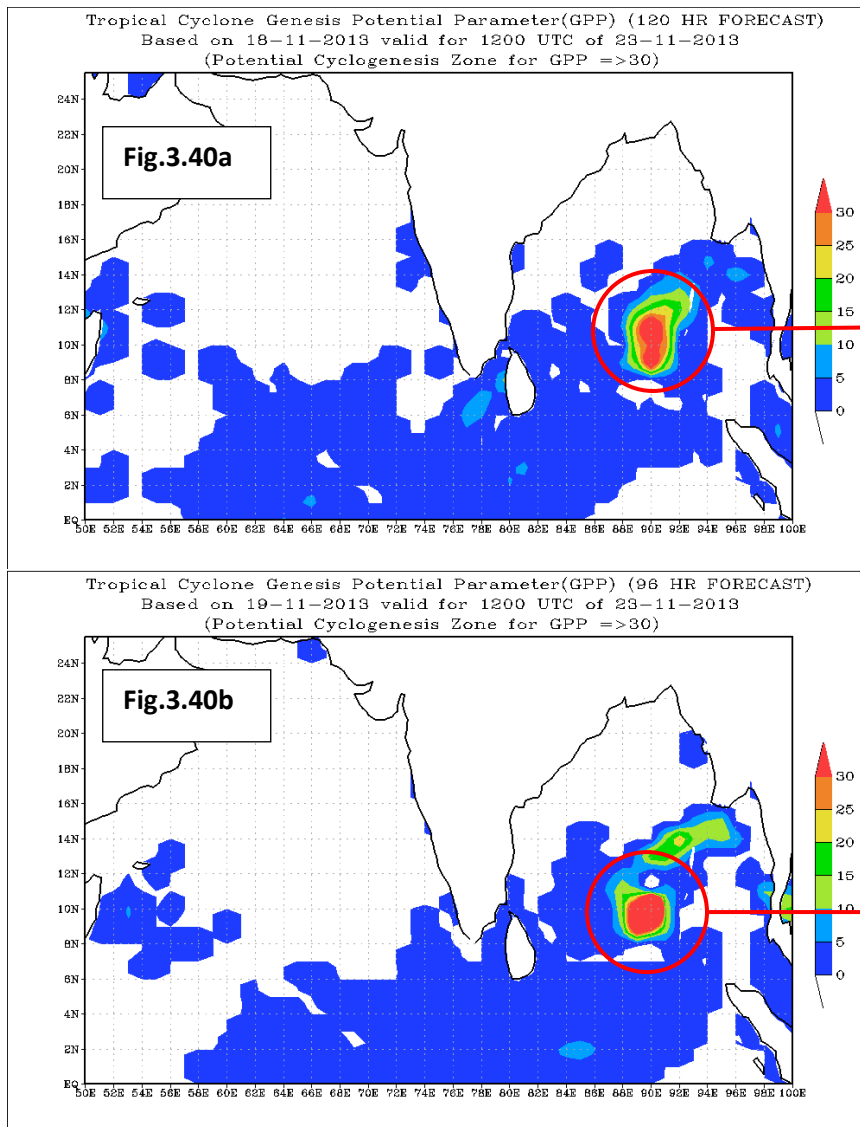 Tropical Cyclone Genesis Potential Parameter(GPP) (120 HR FORECAST)
Based on 18-11-2013 valid for 1200 UTC of 23-11-2013
(Potential Cyclogenesis Zone for GPP =>30)
24N
Fig.3.40a
22N
20N
18N
16N
14N
12N
10N
8N
6N
4N
2N
EQ
50E 52E 54E 56E 58E 60E 62E 64E 66E 68E 70E 72E 74E 76E 78E 80E 82E 84E 86E 88E 90E 92E 94E 96E 98E 100E
30
25
20
15
10
5
0
Tropical Cyclone Genesis Potential Parameter(GPP) (96 HR FORECAST)
Based on 19-11-2013 valid for 1200 UTC of 23-11-2013
(Potential Cyclogenesis Zone for GPP =>30)
24N
Fig.3.40b
22N
20N
18N
16N
14N
12N
10N
8N
6N
4N
2N
EQ
50E 52E 54E 56E 58E 60E 62E 64E 66E 68E 70E 72E 74E 76E 78E 80E 82E 84E 86E 88E 90E 92E 94E 96E 98E 100E
30
25
20
15
10
5
0